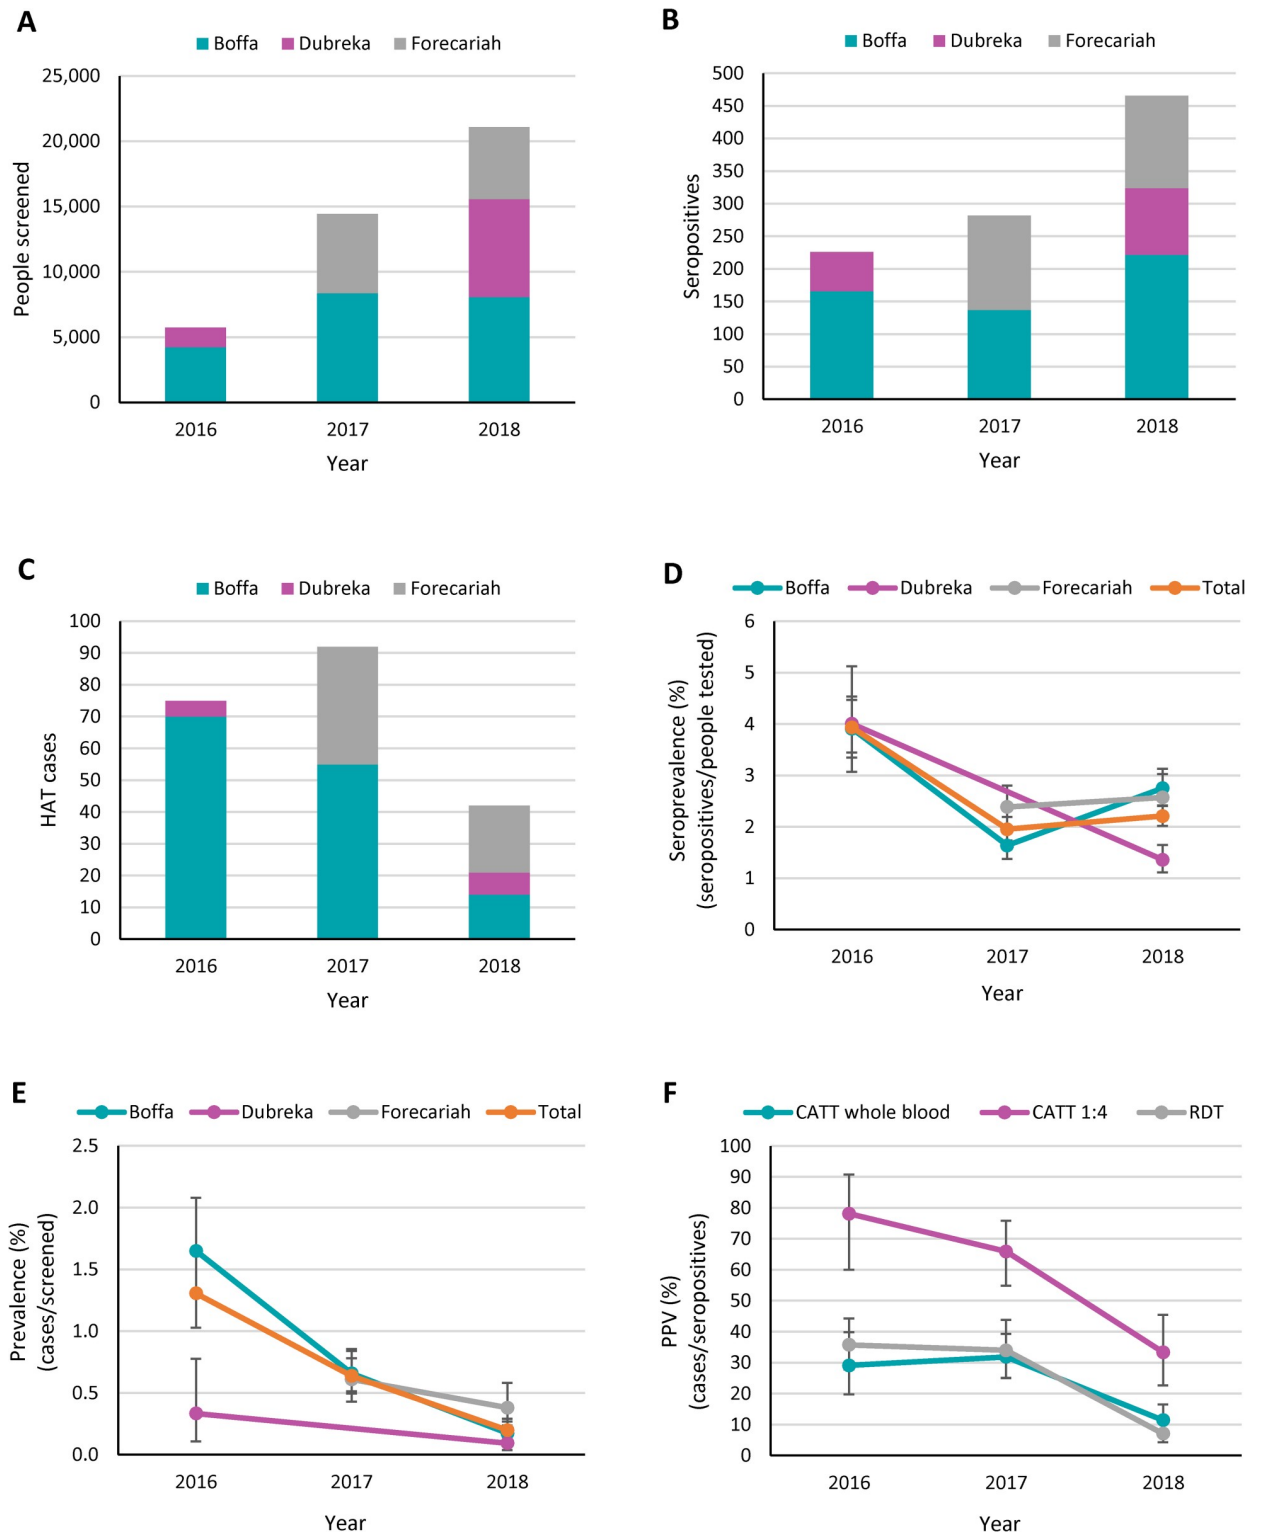 A
Boffa Dubreka Forecariah
25,000
20,000
15,000
10,000
5,000
0
People screened
2016 2017 2018
Year
B
Boffa Dubreka Forecariah
500
450
400
350
300
250
200
150
100
50
0
Seropositives
2016 2017 2018
Year
C
Boffa Dubreka Forecariah
100
90
80
70
60
50
40
30
20
10
0
HAT cases
2016 2017 2018
Year
D
Boffa Dubreka Forecariah Total
6
5
4
3
2
1
0
Seroprevalence (%)
(seropositives/people tested)
2016 2017 2018
Year
E
Boffa Dubreka Forecariah Total
2.5
2.0
1.5
1.0
0.5
0.0
Prevalence (%)
(cases/screened)
2016 2017 2018
Year
F
CATT whole blood CATT 1:4 RDT
100
90
80
70
60
50
40
30
20
10
0
PPV (%)
(cases/seropositives)
2016 2017 2018
Year